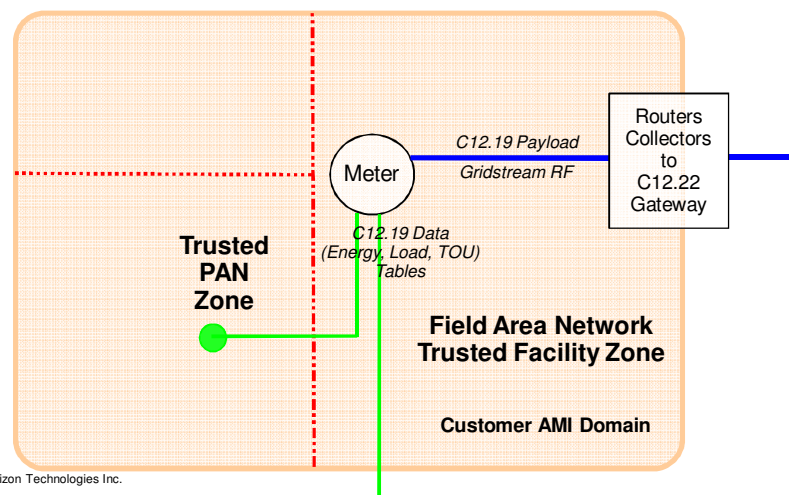 C12.19 Payload
Gridstream RF
Routers
Collectors
to
C12.22
Gateway
Meter
C12.19 Data
(Energy, Load, TOU)
Tables
Trusted
PAN
Zone
Field Area Network
Trusted Facility Zone
Customer AMI Domain
Technologies Inc.